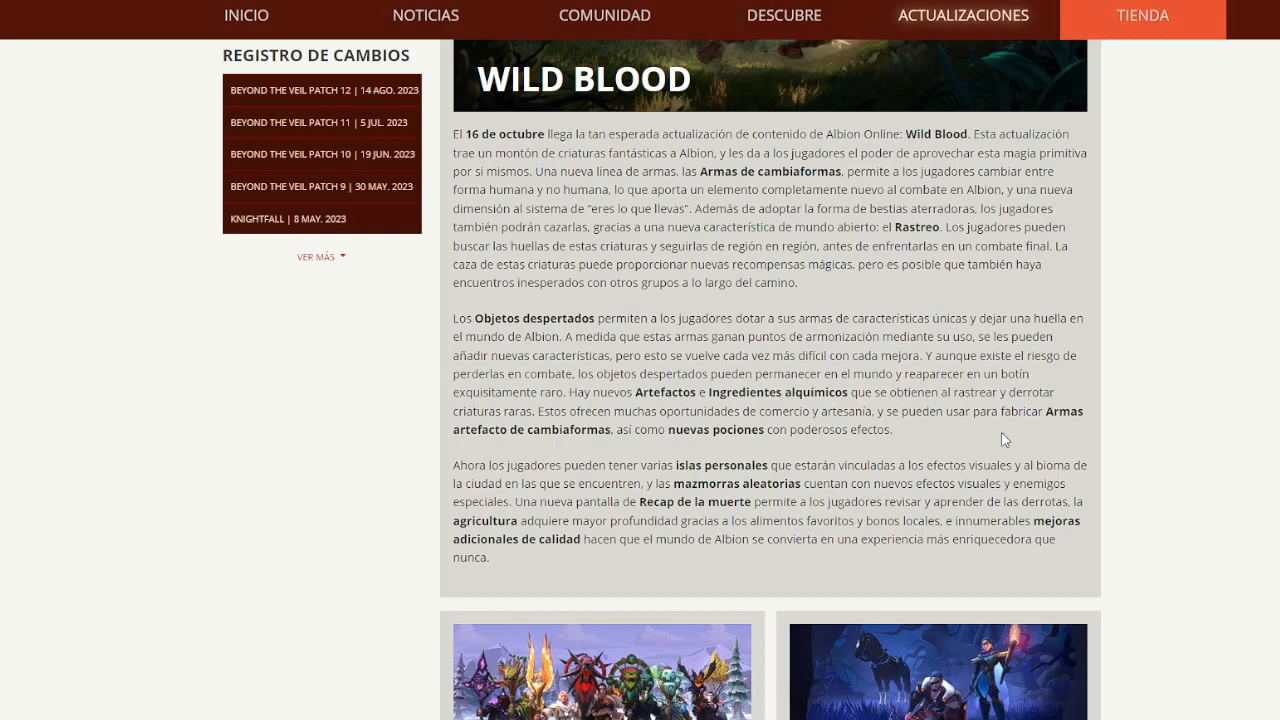 INICIO NOTICIAS COMUNIDAD DESCUBRE ACTUALIZACIONES TIENDA
REGISTRO DE CAMBIOS
BEYOND THE VEIL PATCH 12 | 14 AGO. 2023
BEYOND THE VEIL PATCH 11 | 5 JUL. 2023
BEYOND THE VEIL PATCH 10 | 19 JUN. 2023
BEYOND THE VEIL PATCH 9 | 30 MAY. 2023
KNIGHTFALL | 8 MAY. 2023
VER MÁS
WILD BLOOD
El 16 de octubre llega la tan esperada actualización de contenido de Albion Online: Wild Blood. Esta actualización
trae un montón de criaturas fantásticas a Albion, y les da a los jugadores el poder de aprovechar esta magia primitiva
por sí mismos. Una nueva línea de armas, las Armas de cambiaformas, permite a los jugadores cambiar entre
forma humana y no humana, lo que aporta un elemento completamente nuevo al combate en Albion, y una nueva
dimensión al sistema de "eres lo que llevas". Además de adoptar la forma de bestias aterradoras, los jugadores
también podrán cazarlas, gracias a una nueva característica de mundo abierto: el Rastreo. Los jugadores pueden
buscar las huellas de estas criaturas y seguirlas de región en región, antes de enfrentarlas en un combate final. La
caza de estas criaturas puede proporcionar nuevas recompensas mágicas, pero es posible que también haya
encuentros inesperados con otros grupos a lo largo del camino.
Los Objetos despertados permiten a los jugadores dotar a sus armas de características únicas y dejar una huella en
el mundo de Albion. A medida que estas armas ganan puntos de armonización mediante su uso, se les pueden
añadir nuevas características, pero esto se vuelve cada vez más difícil con cada mejora. Y aunque existe el riesgo de
perderlas en combate, los objetos despertados pueden permanecer en el mundo y reaparecer en un botín
exquisitamente raro. Hay nuevos Artefactos e Ingredientes alquímicos que se obtienen al rastrear y derrotar
criaturas raras. Estos ofrecen muchas oportunidades de comercio y artesanía, y se pueden usar para fabricar Armas
artefacto de cambiaformas, así como nuevas pociones con poderosos efectos.
Ahora los jugadores pueden tener varias islas personales que estarán vinculadas a los efectos visuales y al bioma de
la ciudad en las que se encuentren, y las mazmorras aleatorias cuentan con nuevos efectos visuales y enemigos
especiales. Una nueva pantalla de Recap de la muerte permite a los jugadores revisar y aprender de las derrotas, la
agricultura adquiere mayor profundidad gracias a los alimentos favoritos y bonos locales, e innumerables mejoras
adicionales de calidad hacen que el mundo de Albion se convierta en una experiencia más enriquecedora que
nunca.